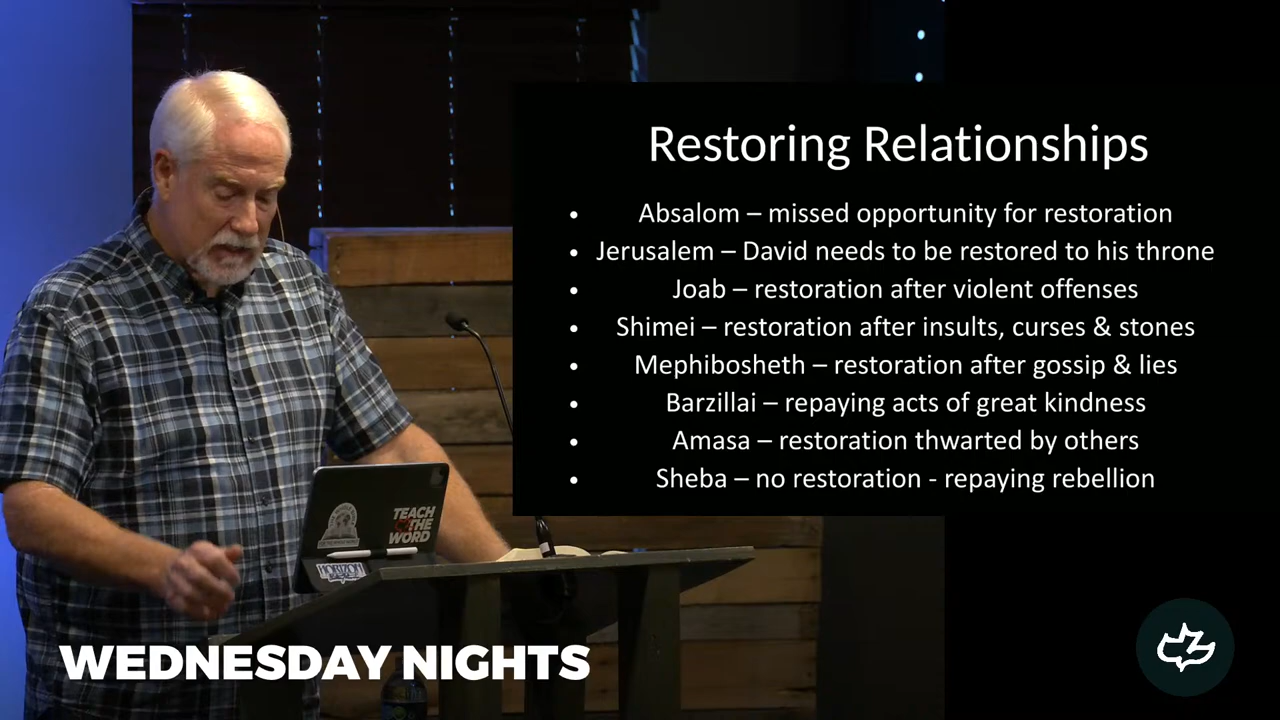 Restoring Relationships
• Absalom – missed opportunity for restoration
• Jerusalem – David needs to be restored to his throne
• Joab – restoration after violent offenses
• Shimei – restoration after insults, curses & stones
• Mephibosheth – restoration after gossip & lies
• Barzillai – repaying acts of great kindness
• Amasa – restoration thwarted by others
• Sheba – no restoration - repaying rebellion
TEACH
THE
WORD
HORIZON
WEDNESDAY NIGHTS